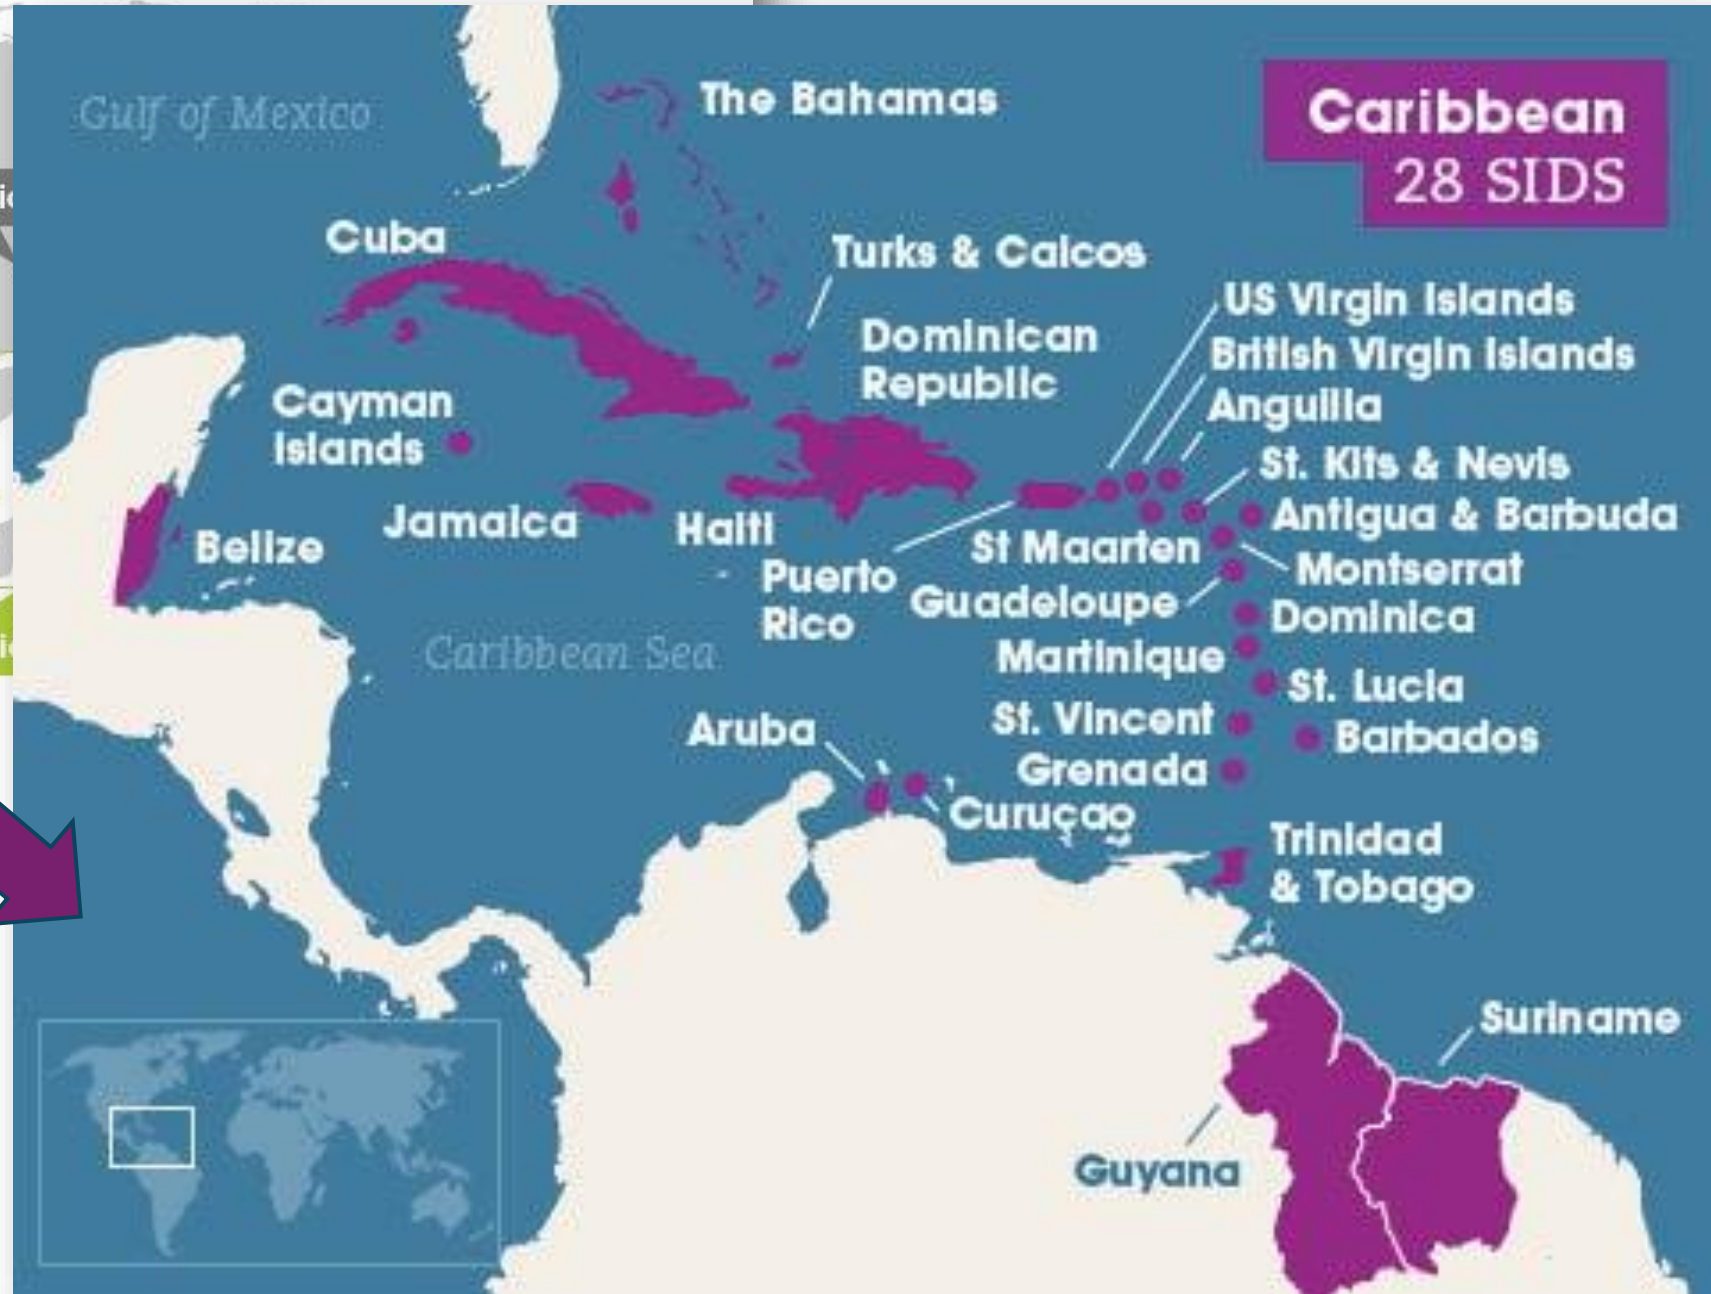 Gulf of Mexico
The Bahamas
Caribbean
28 SIDS
Cuba
Turks & Caicos
US Virgin Islands
Dominican
Republic
British Virgin Islands
Anguilla
Cayman
Islands
St. Kits & Nevis
Jamaica
Haiti
Antigua & Barbuda
Belize
St Maarten
Montserrat
Puerto
Rico
Guadeloupe
Dominica
Caribbean Sea
Martinique
St. Lucia
Aruba
St. Vincent
Barbados
Grenada
Curuçao
Trinidad
& Tobago
Suriname
Guyana